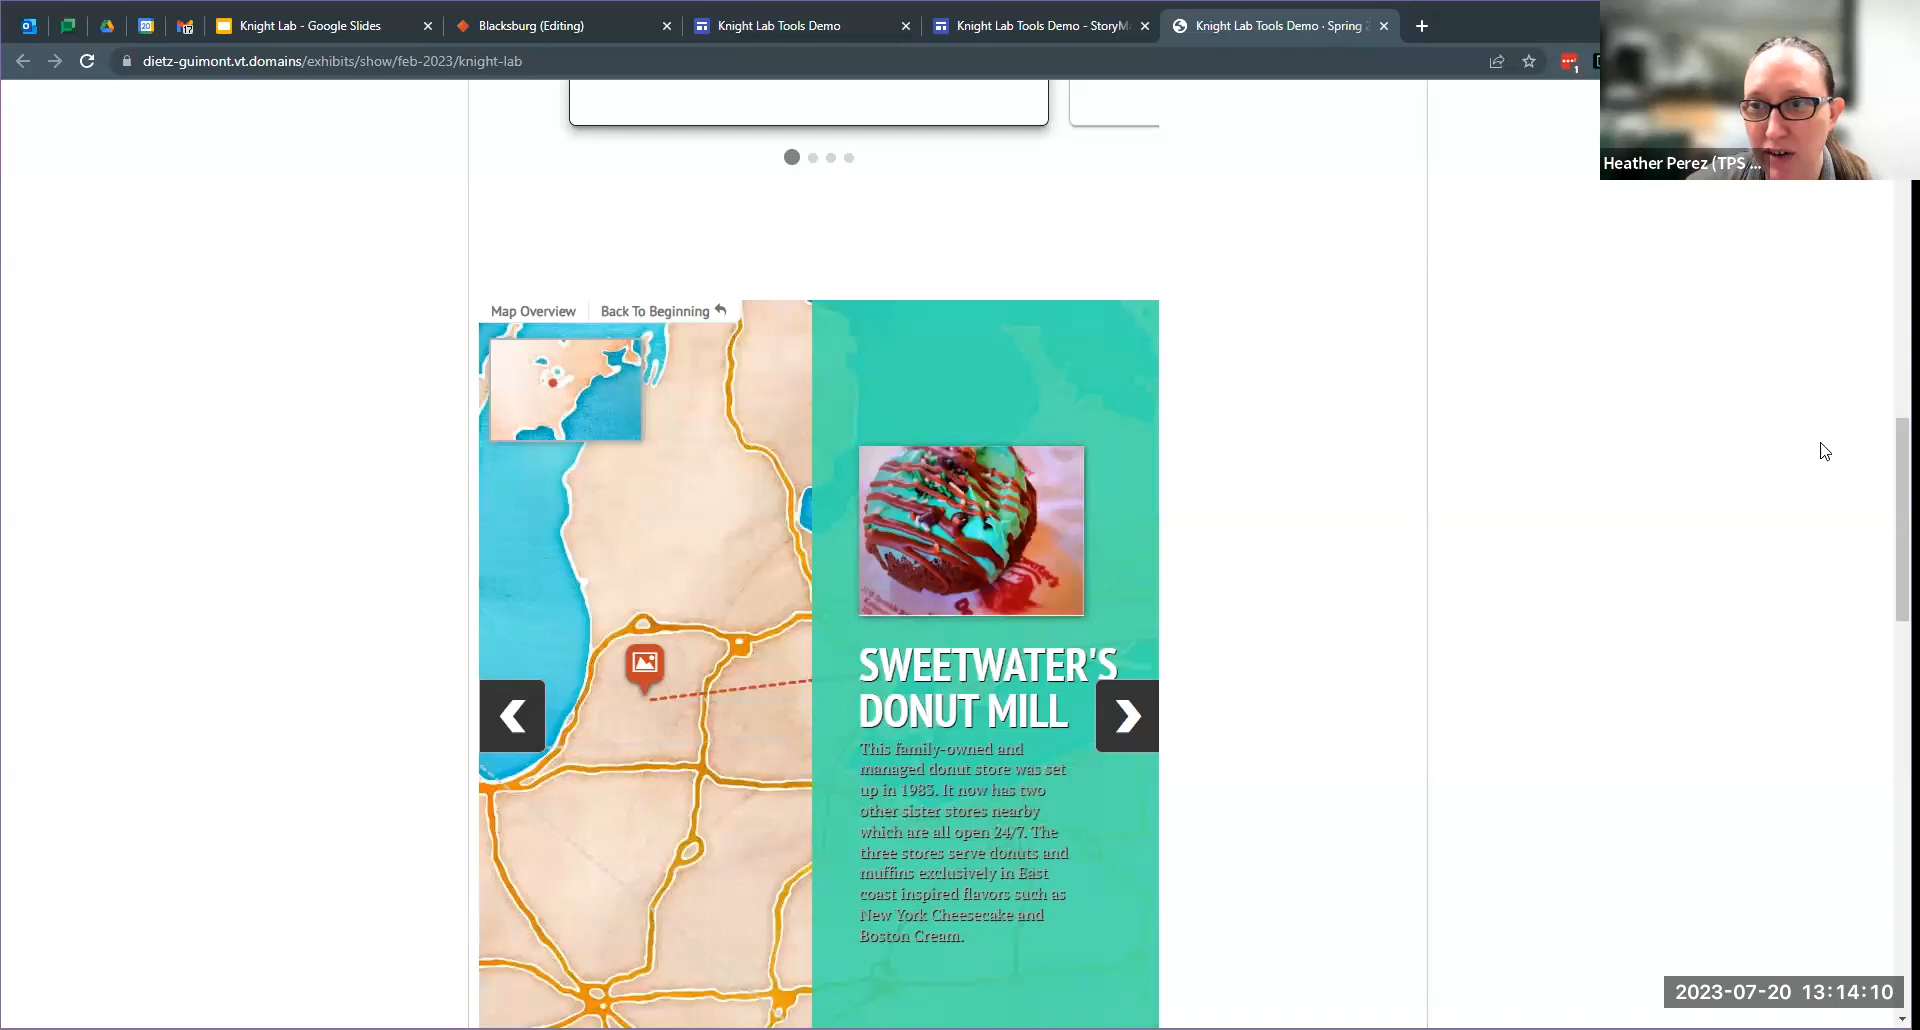 20
17
Knight Lab - Google Slides
Blacksburg (Editing)
Knight Lab Tools Demo
Knight Lab Tools Demo - StoryM
Knight Lab Tools Demo · Spring
dietz-guimont.vt.domains/exhibits/show/feb-2023/knight-lab
1
Heather Perez (TPS ...
Map Overview
Back To Beginning
SWEETWATER'S
DONUT MILL
This family-owned and
managed donut store was set
up in 1983. It now has two
other sister stores nearby
which are all open 24/7. The
three stores serve donuts and
muffins exclusively in East
coast inspired flavors such as
New York Cheesecake and
Boston Cream.
2023-07-20 13:14:10